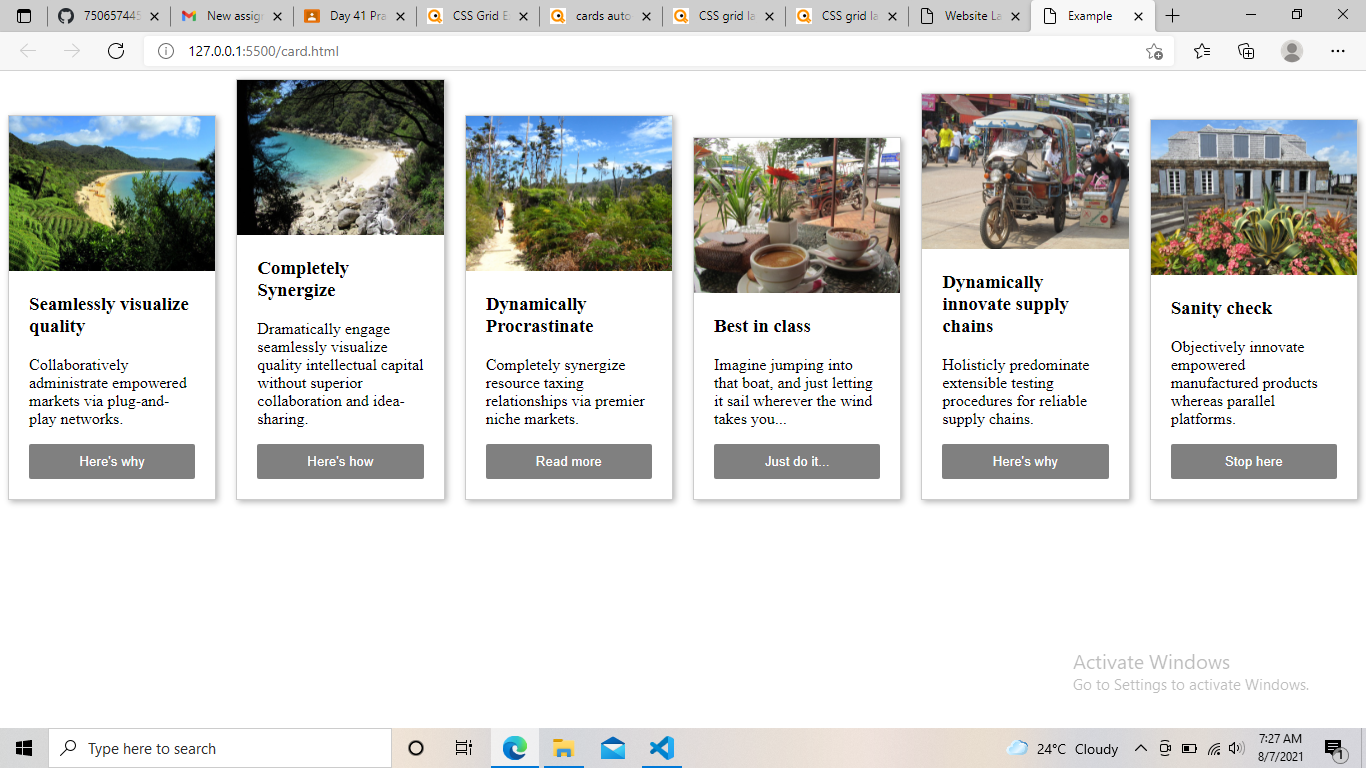 750657445
New assign
Day 41 Pra
CSS Grid E
cards auto
CSS grid la
CSS grid la
Website La
Example
127.0.0.1:5500/card.html
Seamlessly visualize
quality
Collaboratively
administrate empowered
markets via plug-and-
play networks.
Here's why
Completely
Synergize
Dramatically engage
seamlessly visualize
quality intellectual capital
without superior
collaboration and idea-
sharing.
Here's how
Dynamically
Procrastinate
Completely synergize
resource taxing
relationships via premier
niche markets.
Read more
Best in class
Imagine jumping into
that boat, and just letting
it sail wherever the wind
takes you...
Just do it...
Dynamically
innovate supply
chains
Holisticly predominate
extensible testing
procedures for reliable
supply chains.
Here's why
Sanity check
Objectively innovate
empowered
manufactured products
whereas parallel
platforms.
Stop here
Activate Windows
Go to Settings to activate Windows.
Type here to search
24°C Cloudy
7:27 AM
8/7/2021
1